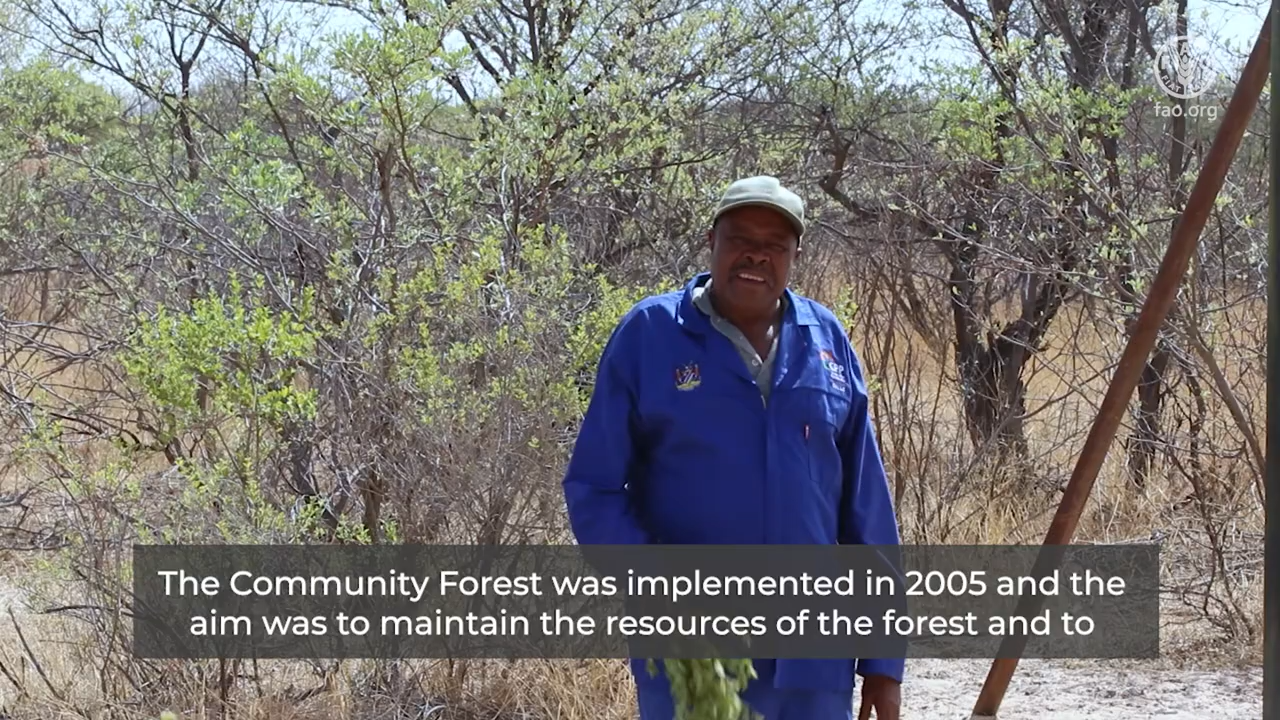 fao.org
The Community Forest was implemented in 2005 and the
aim was to maintain the resources of the forest and to